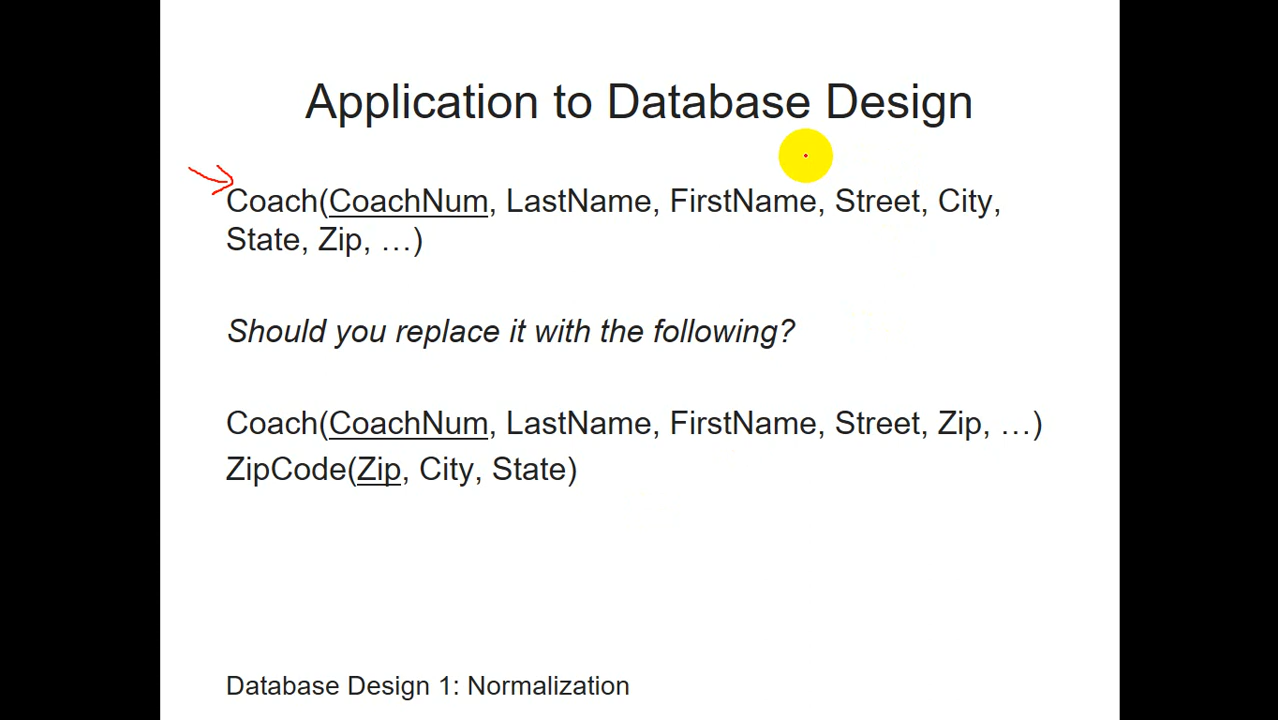 Application to Database Design
Coach(CoachNum, LastName, FirstName, Street, City,
State, Zip, …)
Should you replace it with the following?
Coach(CoachNum, LastName, FirstName, Street, Zip, …)
ZipCode(Zip, City, State)
Database Design 1: Normalization